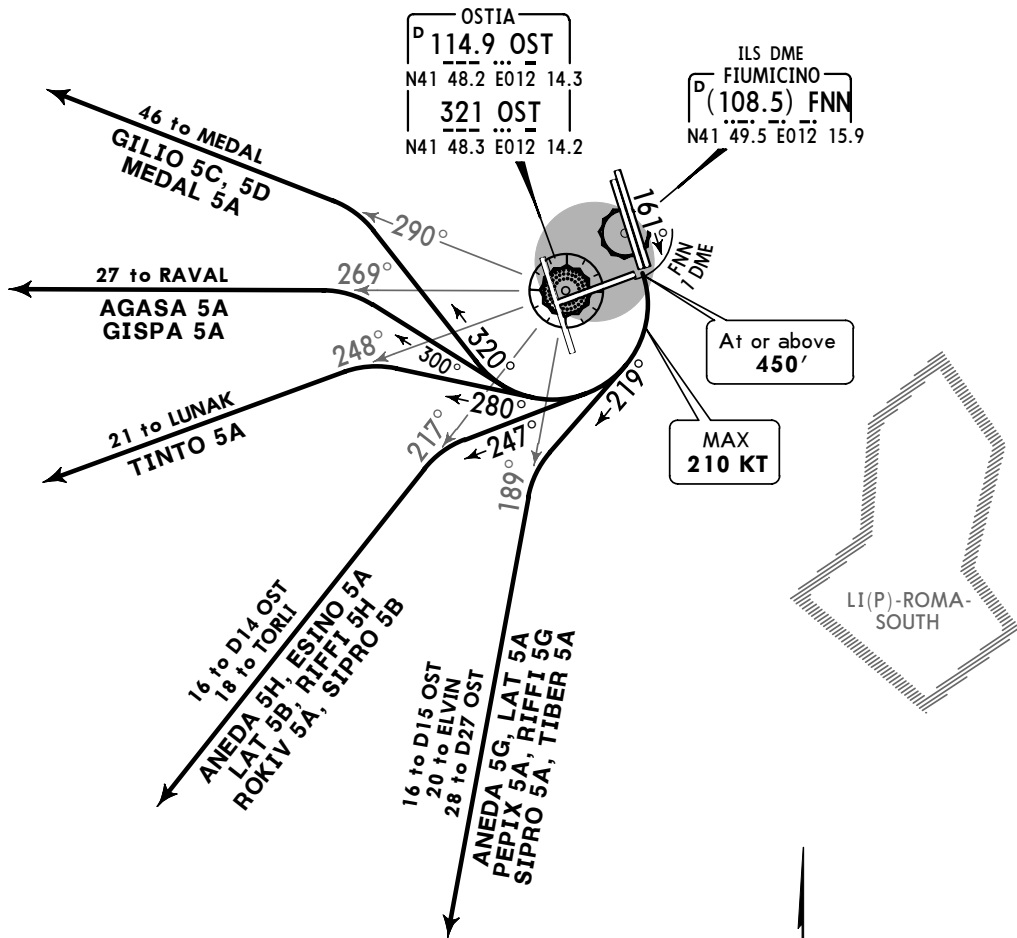 OSTIA
D 114.9 OST
N41 48.2 E012 14.3
321 OST
N41 48.3 E012 14.2
ILS DME
FIUMICINO
D (108.5) FNN
N41 49.5 E012 15.9
161°
FNN
1 DME
At or above
450'
MAX
210 KT
46 to MEDAL
GILIO 5C, 5D
MEDAL 5A
290°
27 to RAVAL
AGASA 5A
GISPA 5A
269°
320°
300°
248°
21 to LUNAK
TINTO 5A
280°
219°
247°
217°
189°
16 to D14 OST
18 to TORLI
ANEDA 5H, ESINO 5A
LAT 5B, RIFFI 5H
ROKIV 5A, SIPRO 5B
16 to D15 OST
20 to ELVIN
28 to D27 OST
ANEDA 5G, LAT 5A
PEPIX 5A, RIFFI 5G
SIPRO 5A, TIBER 5A
LI(P)-ROMA-
SOUTH